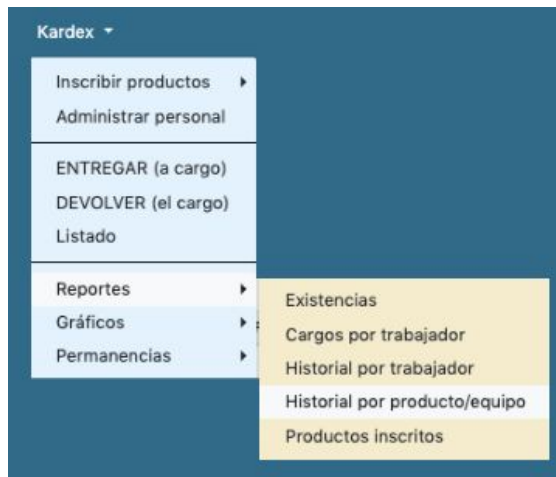 Kardex
Inscribir productos
Administrar personal
ENTREGAR (a cargo)
DEVOLVER (el cargo)
Listado
Reportes
Gráficos
Permanencias
Existencias
Cargos por trabajador
Historial por trabajador
Historial por producto/equipo
Productos inscritos